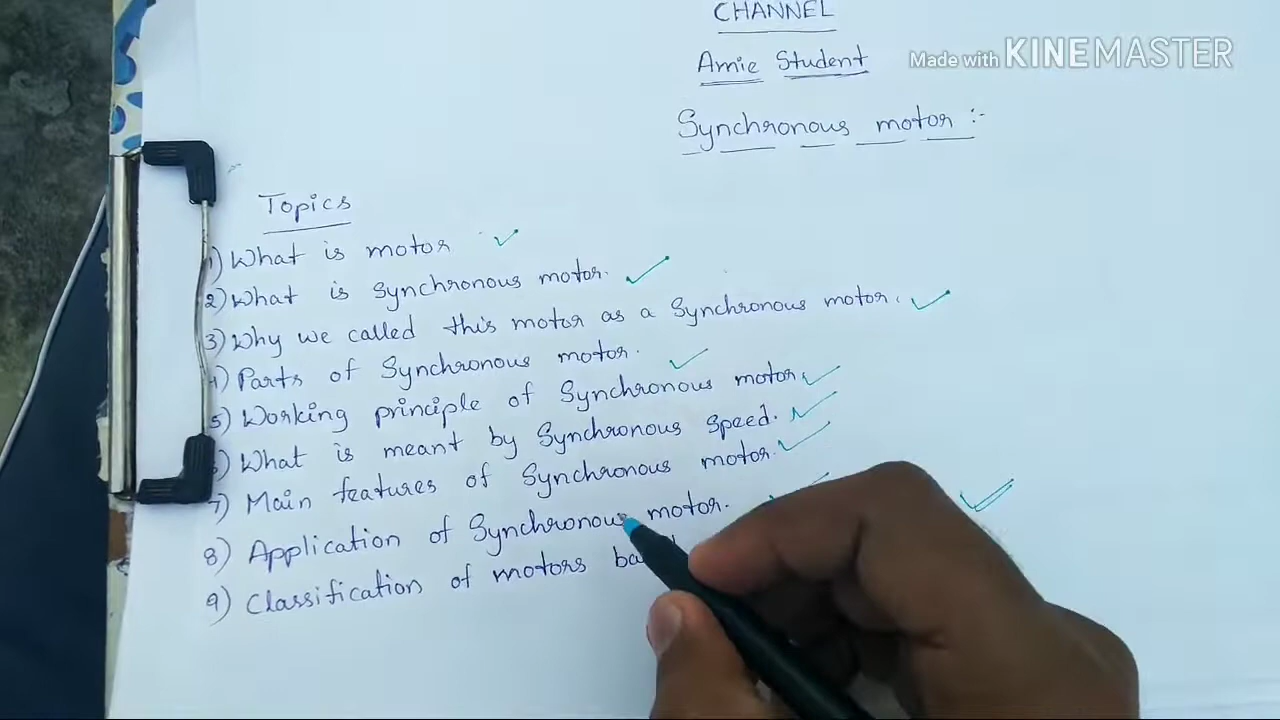 CHANNEL
Amie Student
Made with KINEMASTER
Synchronous motor :-
Topics
1) What is motor
2) What is synchronous motor.
3) Why we called this motor as a Synchronous motor.
4) Parts of Synchronous motor.
5) Working principle of Synchronous motor.
6) What is meant by Synchronous Speed.
7) Main features of Synchronous motor.
8) Application of Synchronous motor.
9) Classification of motors